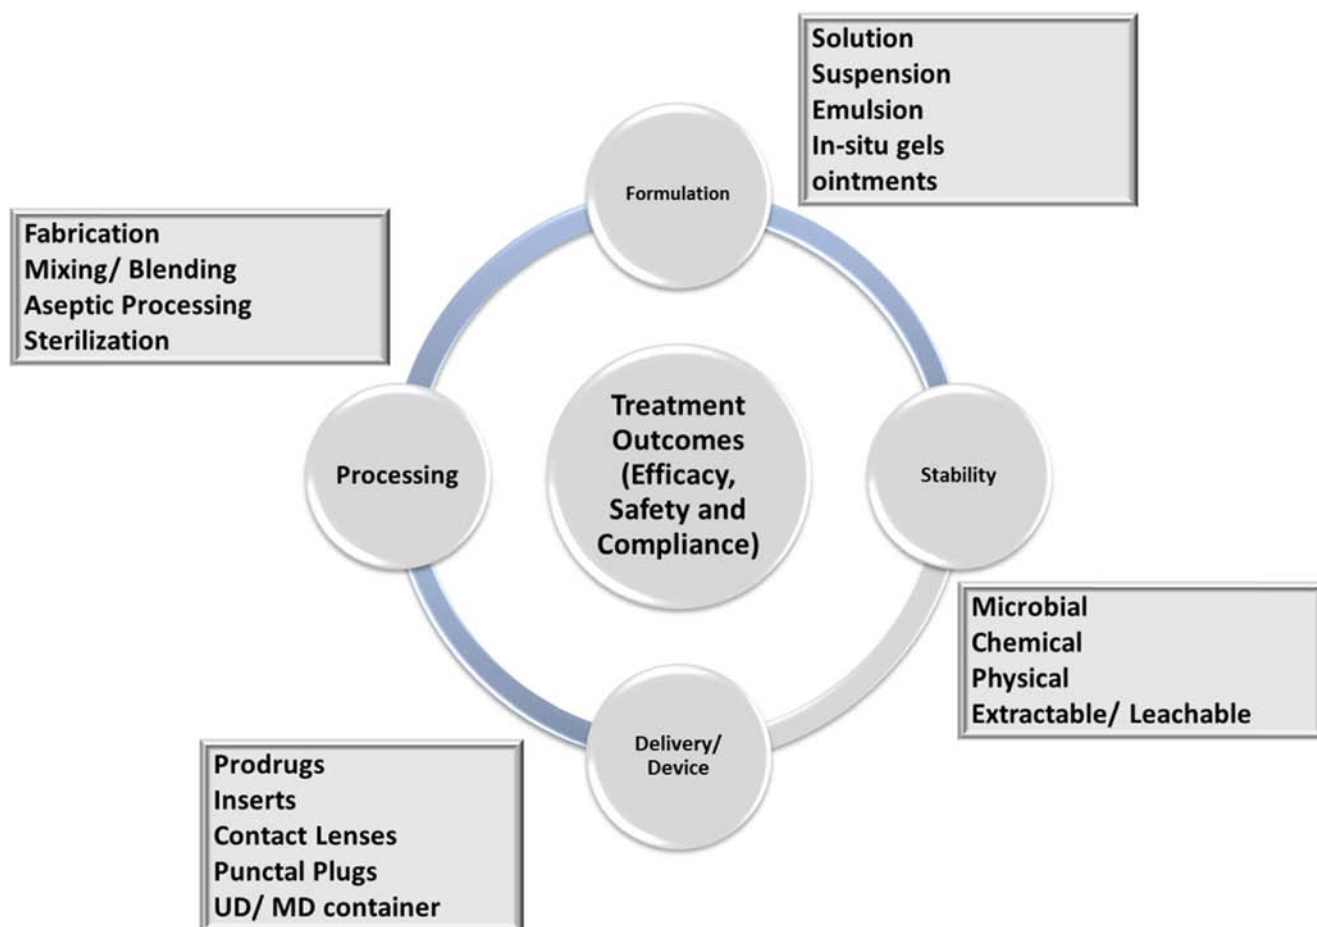 Solution
Suspension
Emulsion
In-situ gels
ointments
Formulation
Fabrication
Mixing/ Blending
Aseptic Processing
Sterilization
Treatment
Outcomes
(Efficacy,
Safety and
Compliance)
Processing
Stability
Microbial
Chemical
Physical
Extractable/ Leachable
Delivery/
Device
Prodrugs
Inserts
Contact Lenses
Punctal Plugs
UD/ MD container